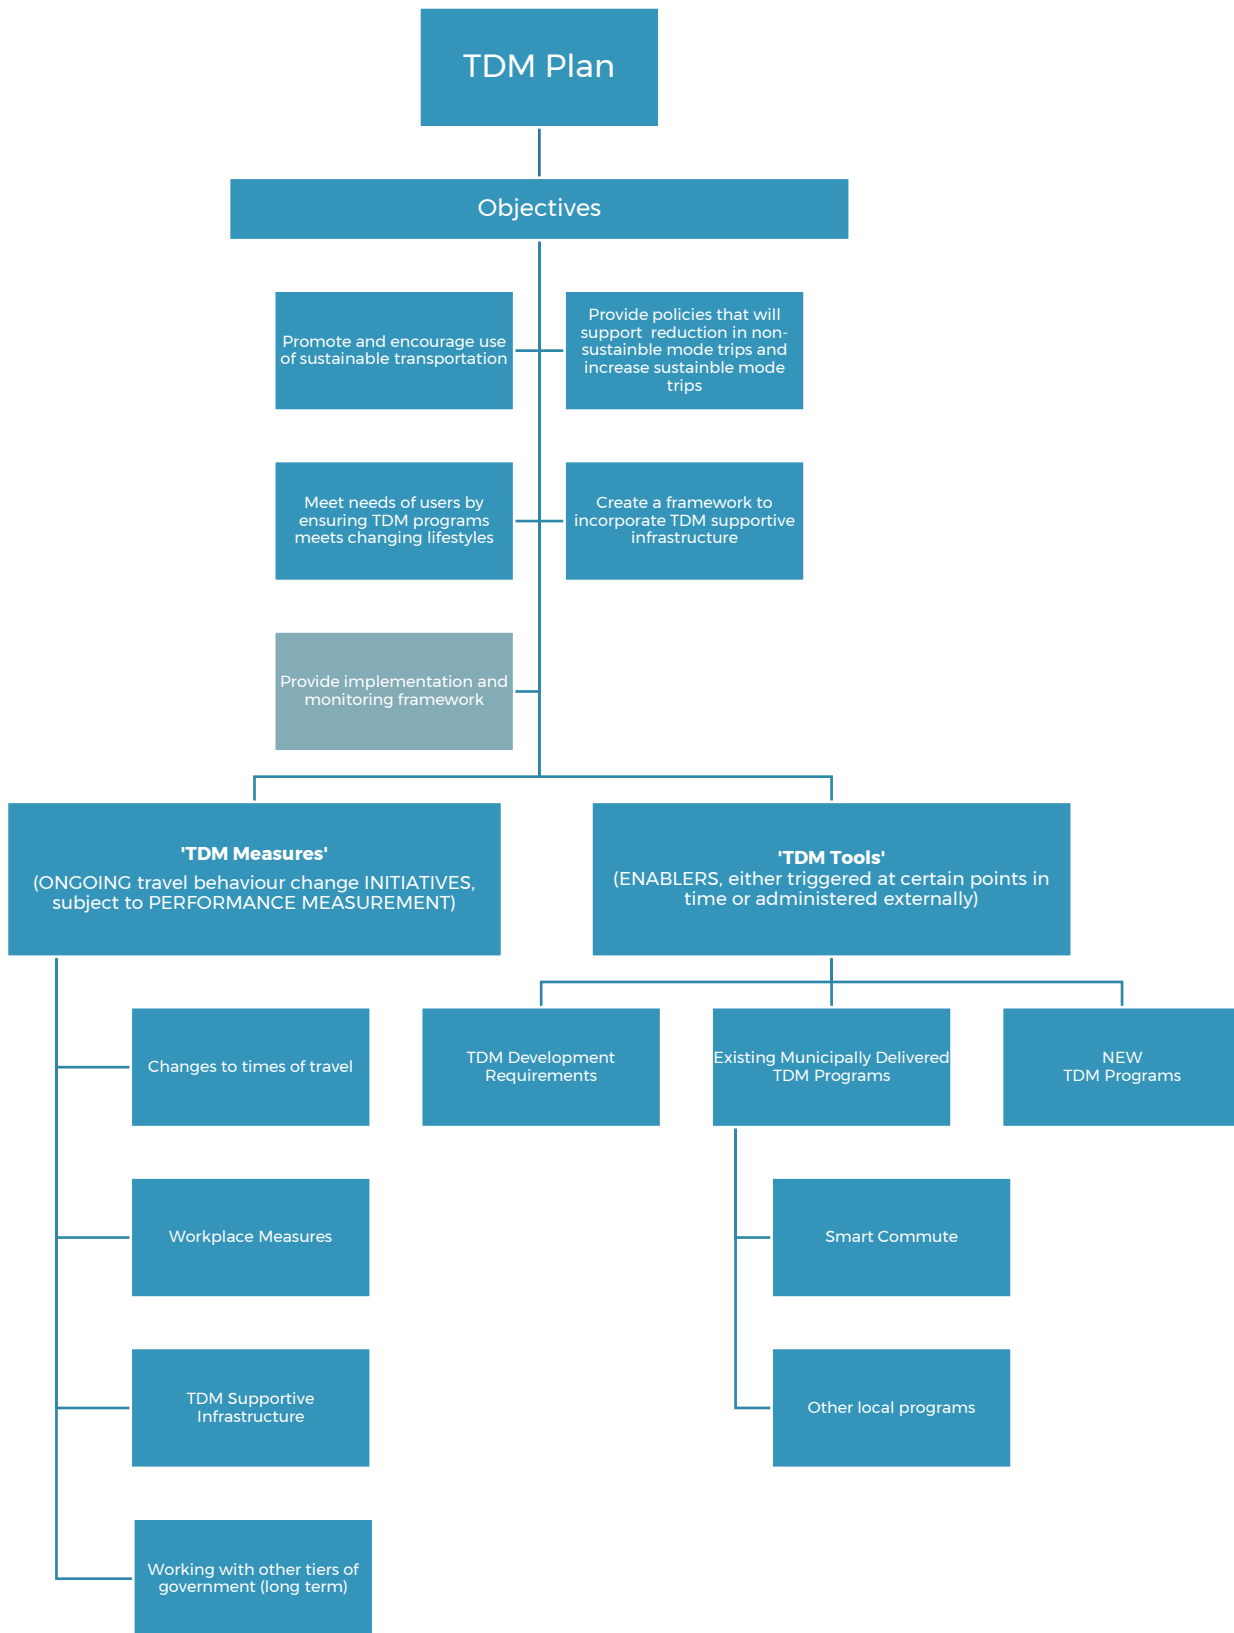 TDM Plan
Objectives
Promote and encourage use
of sustainable transportation
Provide policies that will
support  reduction in non-
sustainble mode trips and
increase sustainble mode
trips
Meet needs of users by
ensuring TDM programs
meets changing lifestyles
Create a framework to
incorporate TDM supportive
infrastructure
Provide implementation and
monitoring framework
'TDM Measures'
(ONGOING travel behaviour change INITIATIVES,
subject to PERFORMANCE MEASUREMENT)
'TDM Tools'
(ENABLERS, either triggered at certain points in
time or administered externally)
Changes to times of travel
Workplace Measures
TDM Supportive
Infrastructure
Working with other tiers of
government (long term)
TDM Development
Requirements
Existing Municipally Delivered
TDM Programs
Smart Commute
Other local programs
NEW
TDM Programs